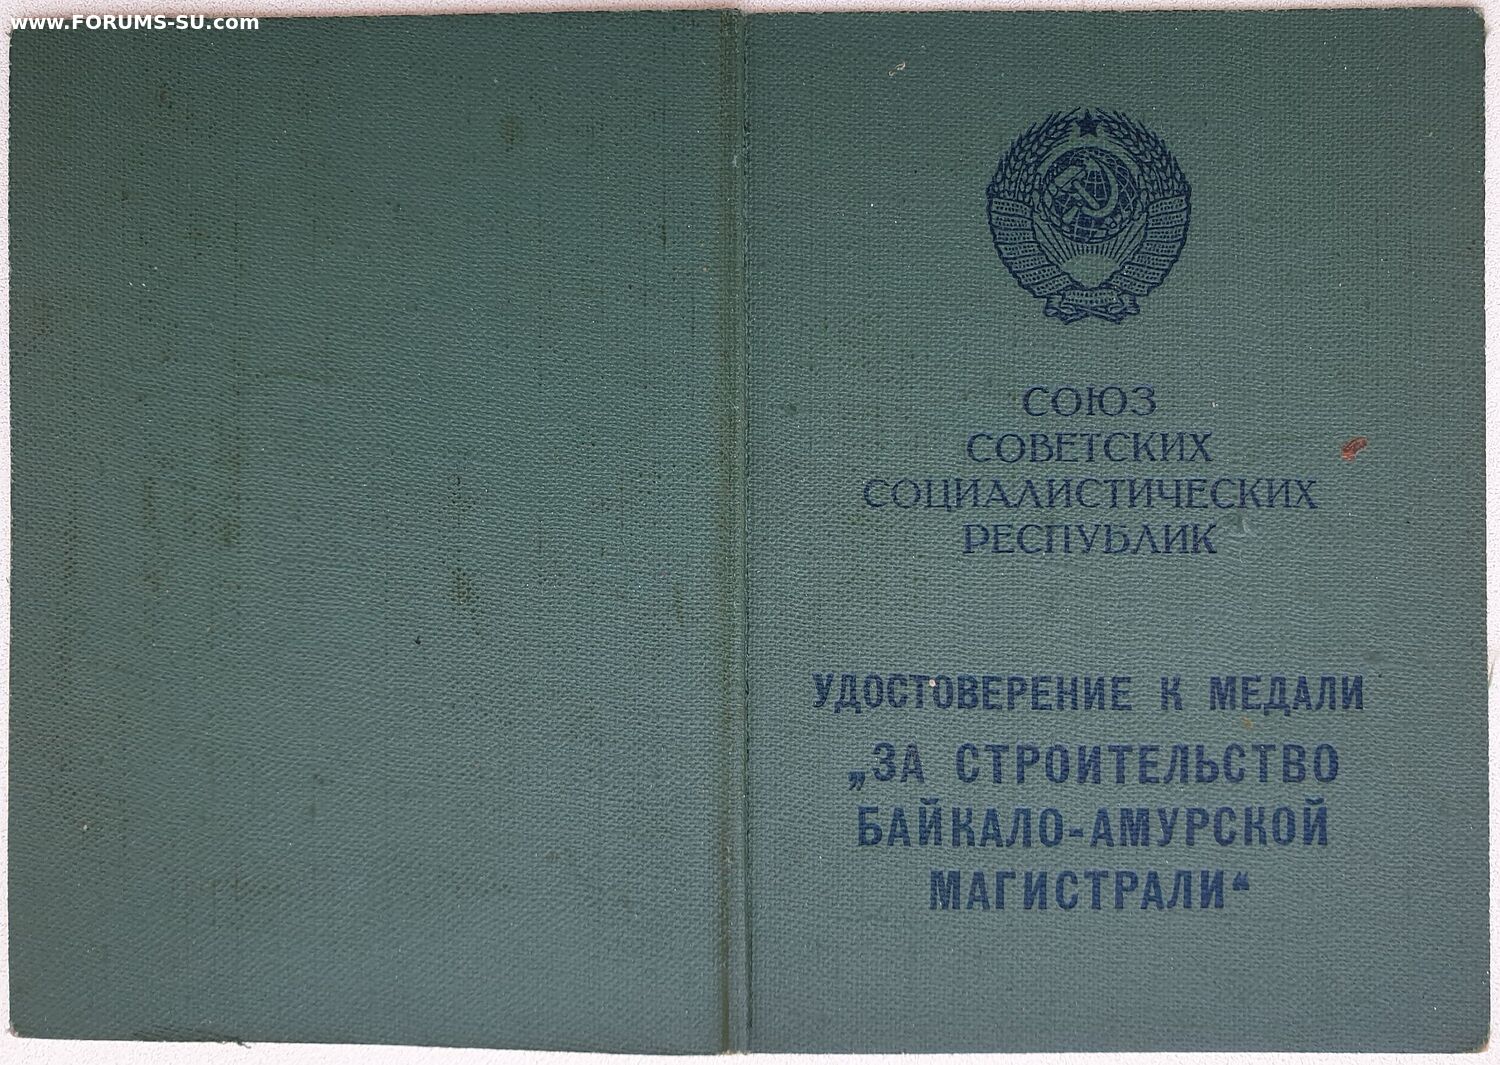 www.FORUMS-SU.com
СОЮЗ
СОВЕТСКИХ
СОЦИАЛИСТИЧЕСКИХ
РЕСПУБЛИК
УДОСТОВЕРЕНИЕ К МЕДАЛИ
„ЗА СТРОИТЕЛЬСТВО
БАЙКАЛО-АМУРСКОЙ
МАГИСТРАЛИ“